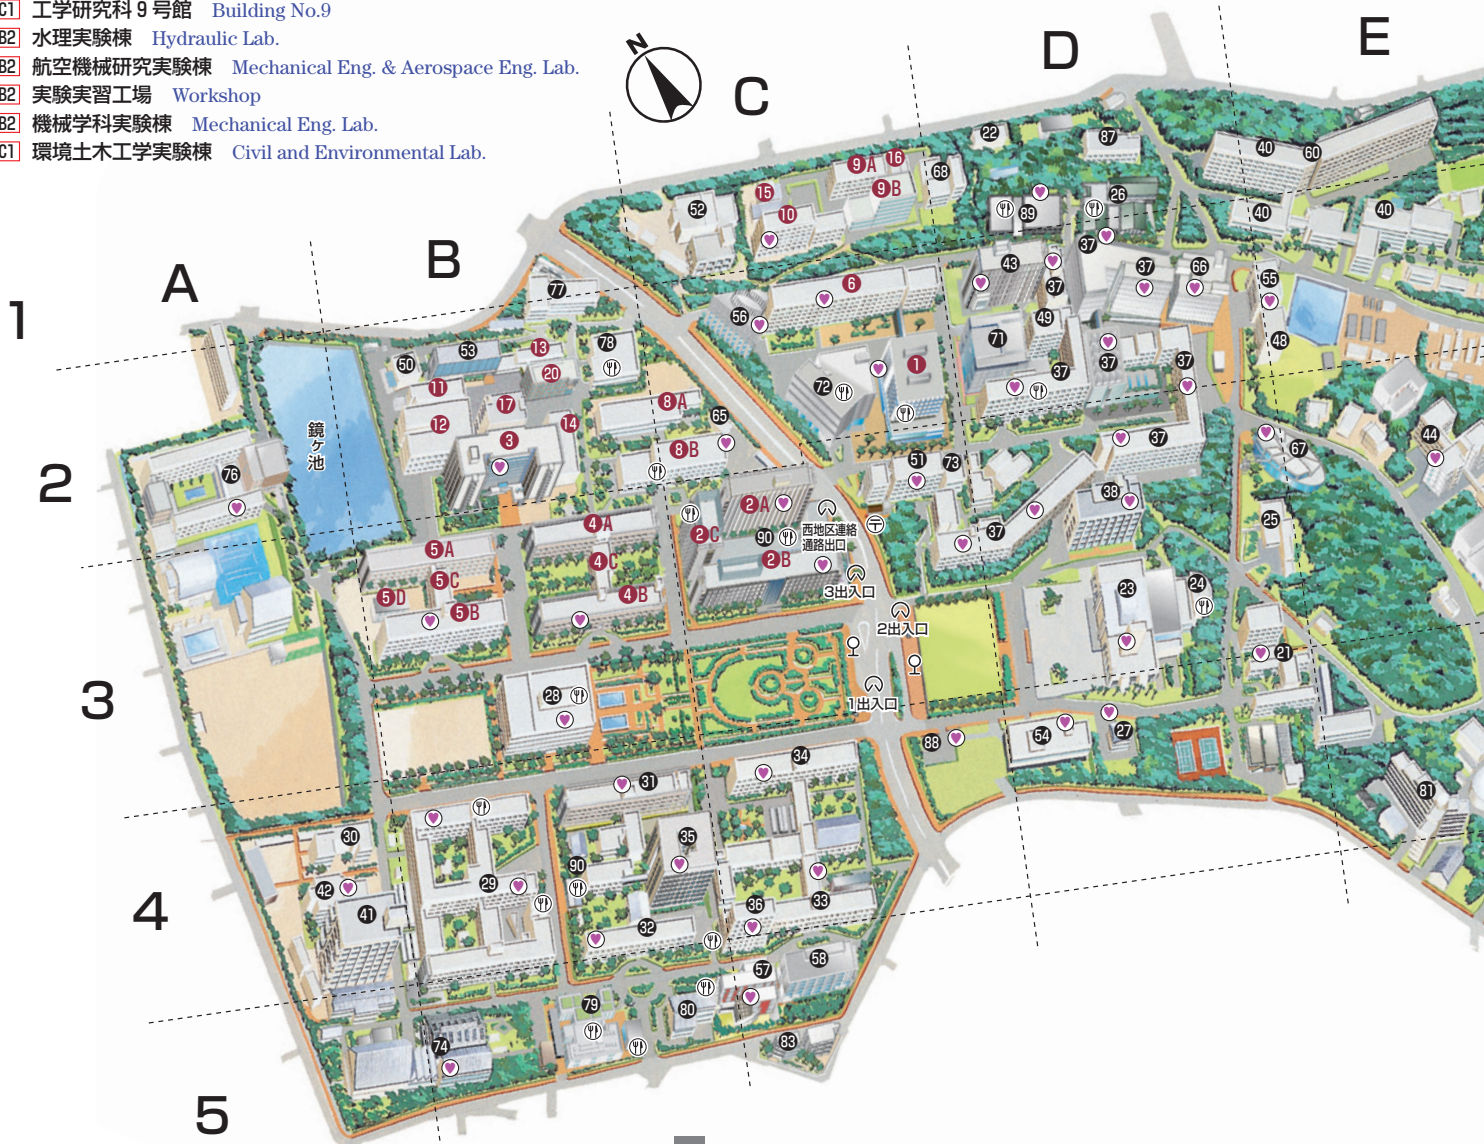 C1 工学研究科9号館 Building No.9
B2 水理実験棟 Hydraulic Lab.
B2 航空機械研究実験棟 Mechanical Eng. & Aerospace Eng. Lab.
B2 実験実習工場 Workshop
B2 機械学科実験棟 Mechanical Eng. Lab.
C1 環境土木工学実験棟 Civil and Environmental Lab.
N
A
B
C
D
E
1
2
3
4
5
22
87
40
60
9A
16
68
9B
15
10
52
89
26
40
40
37
43
37
66
55
6
37
77
56
49
71
48
37
37
1
78
13
53
50
20
72
37
11
8A
65
17
12
14
3
8B
鏡ヶ池
37
67
44
51
73
76
38
2A
25
4A
2C
90
西地区連絡
通路出口
〒
37
5A
4C
2B
5C
3出入口
23
24
5D
4B
5B
2出入口
21
28
1出入口
88
54
27
34
31
81
30
35
90
29
42
41
36
33
32
58
57
79
80
74
83